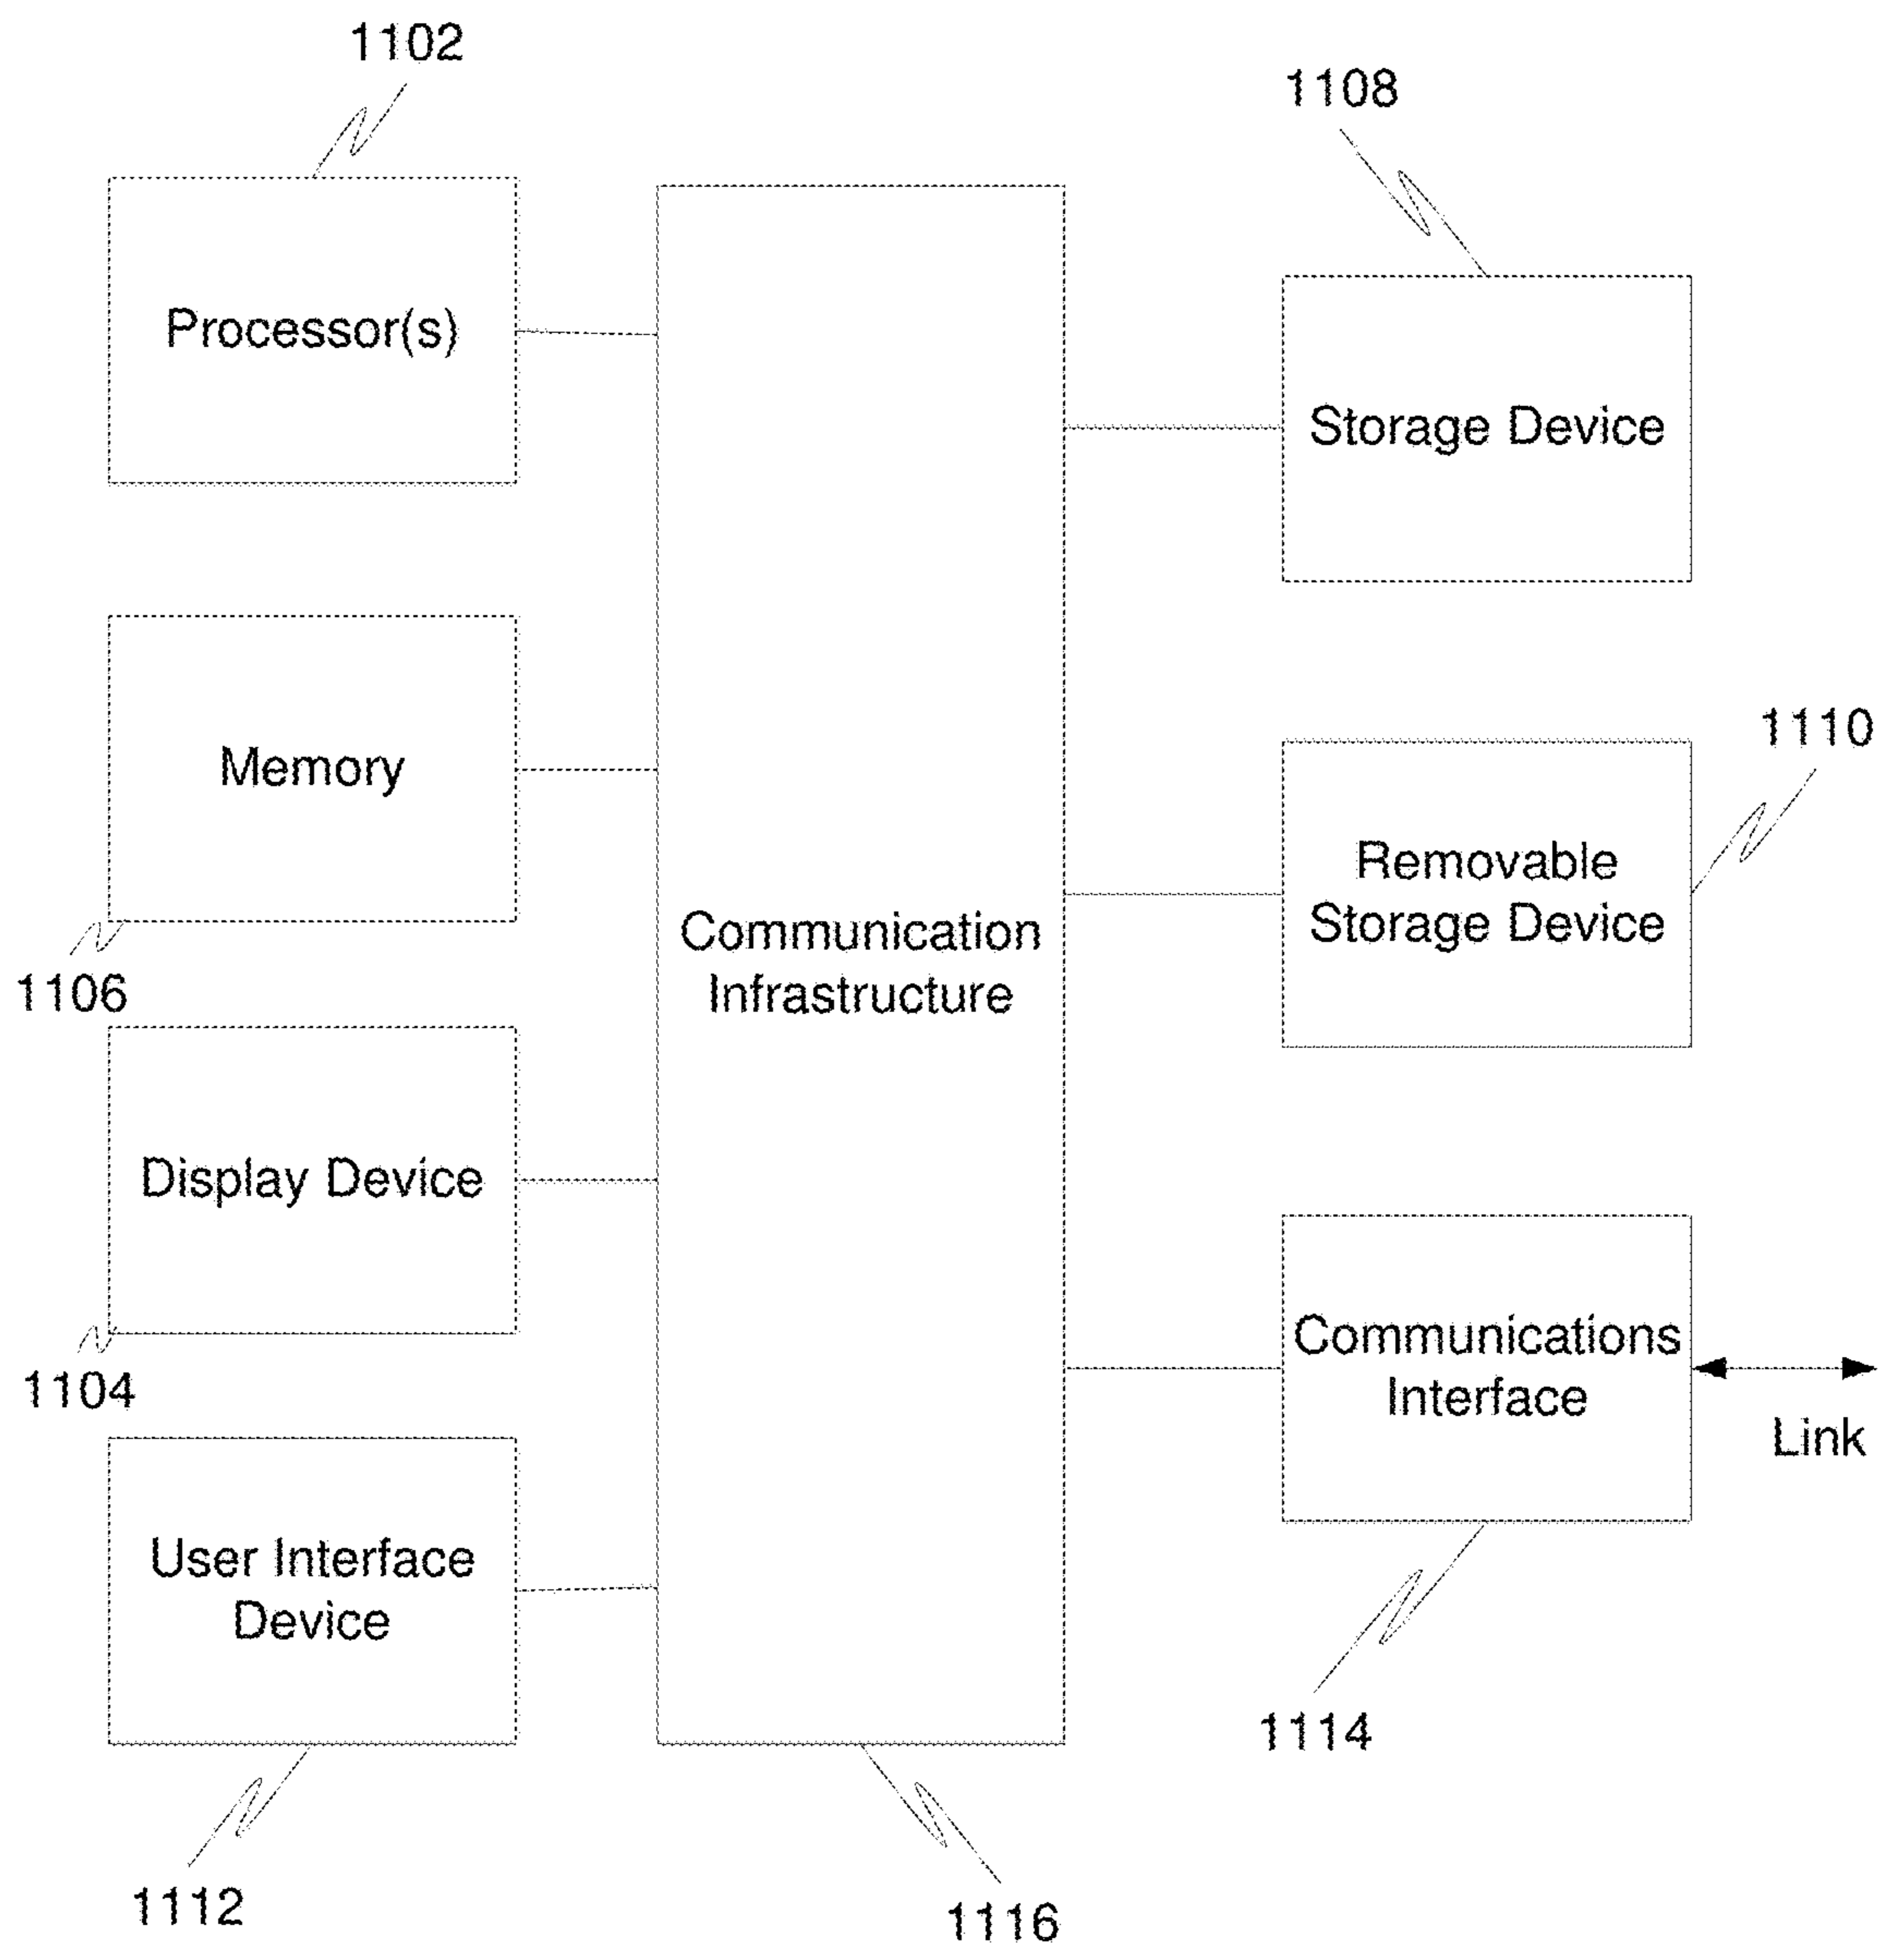 1102
1108
Processor(s)
Storage Device
Memory
1110
Removable
Storage Device
Communication
Infrastructure
1106
Display Device
Communications
Interface
Link
1104
User Interface
Device
1114
1112
1116